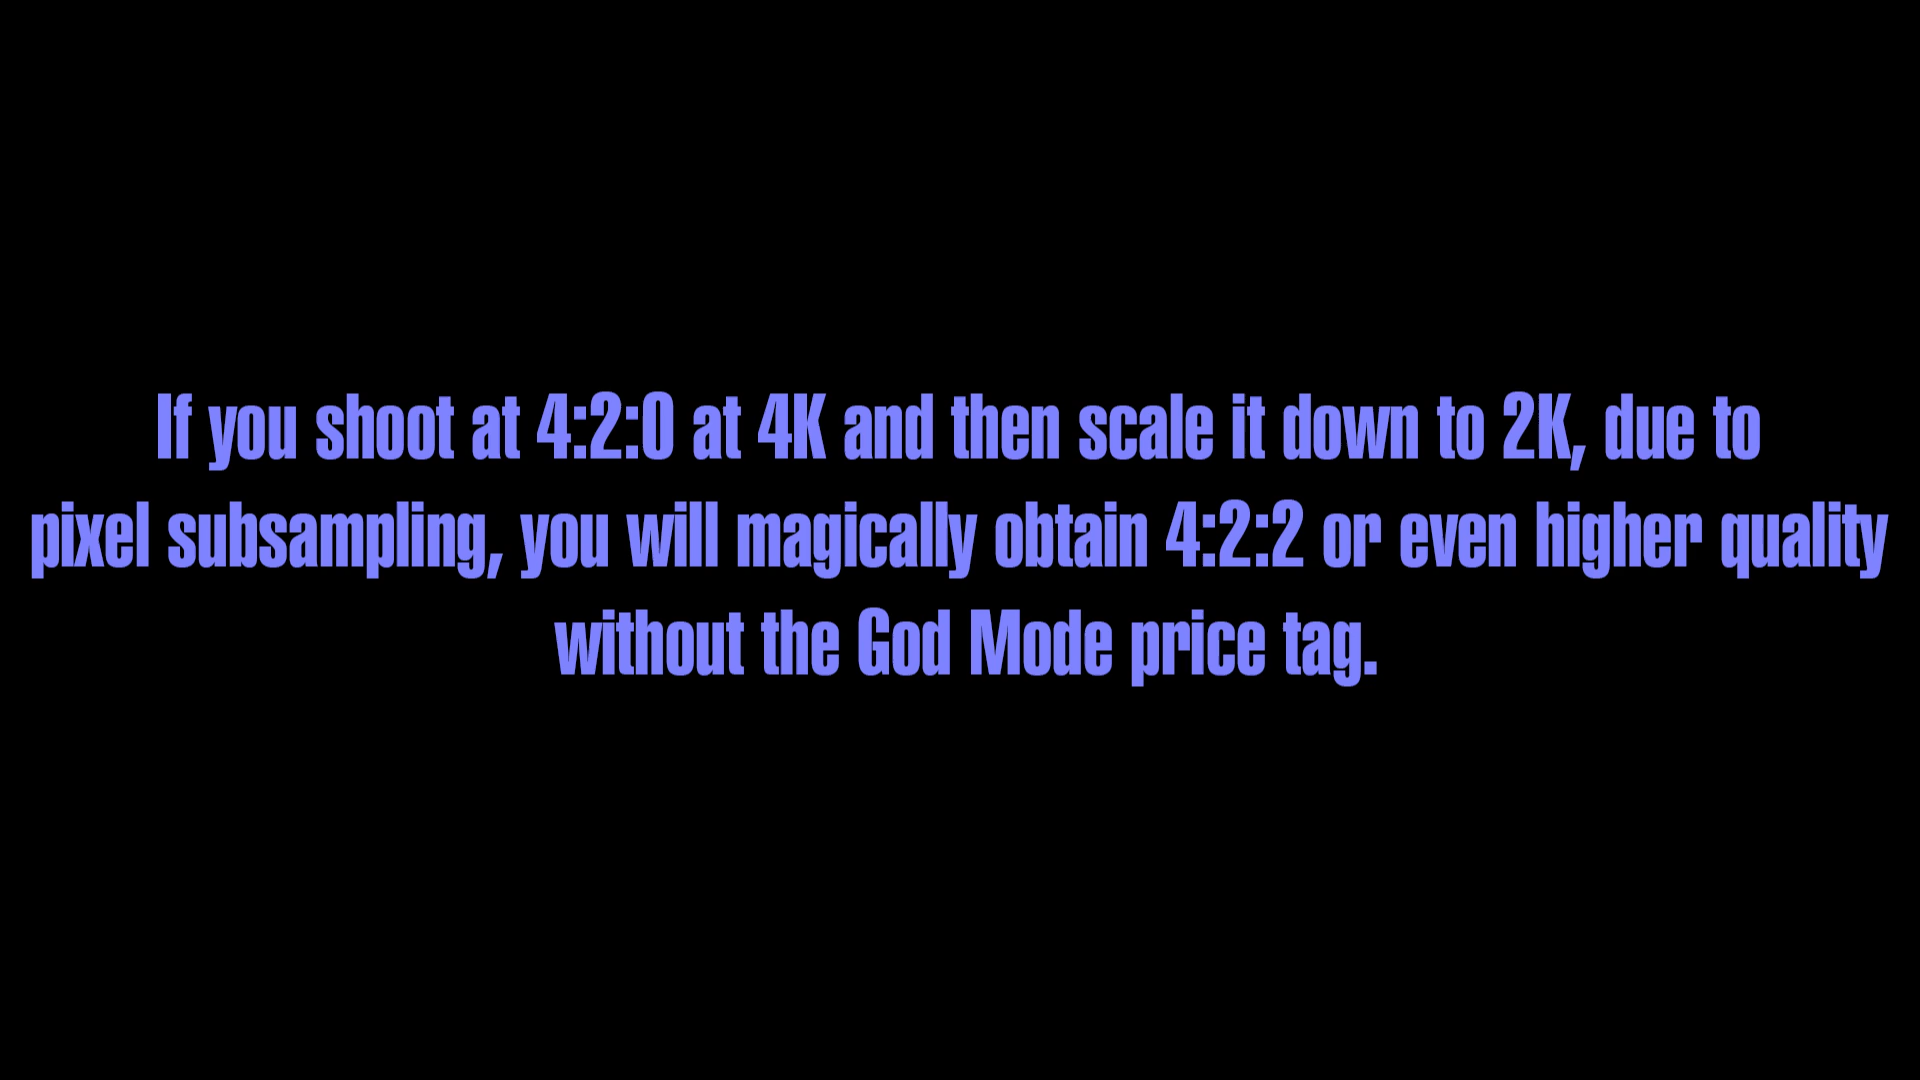 If you shoot at 4:2:0 at 4K and then scale it down to 2K, due to
pixel subsampling, you will magically obtain 4:2:2 or even higher quality
without the God Mode price tag.